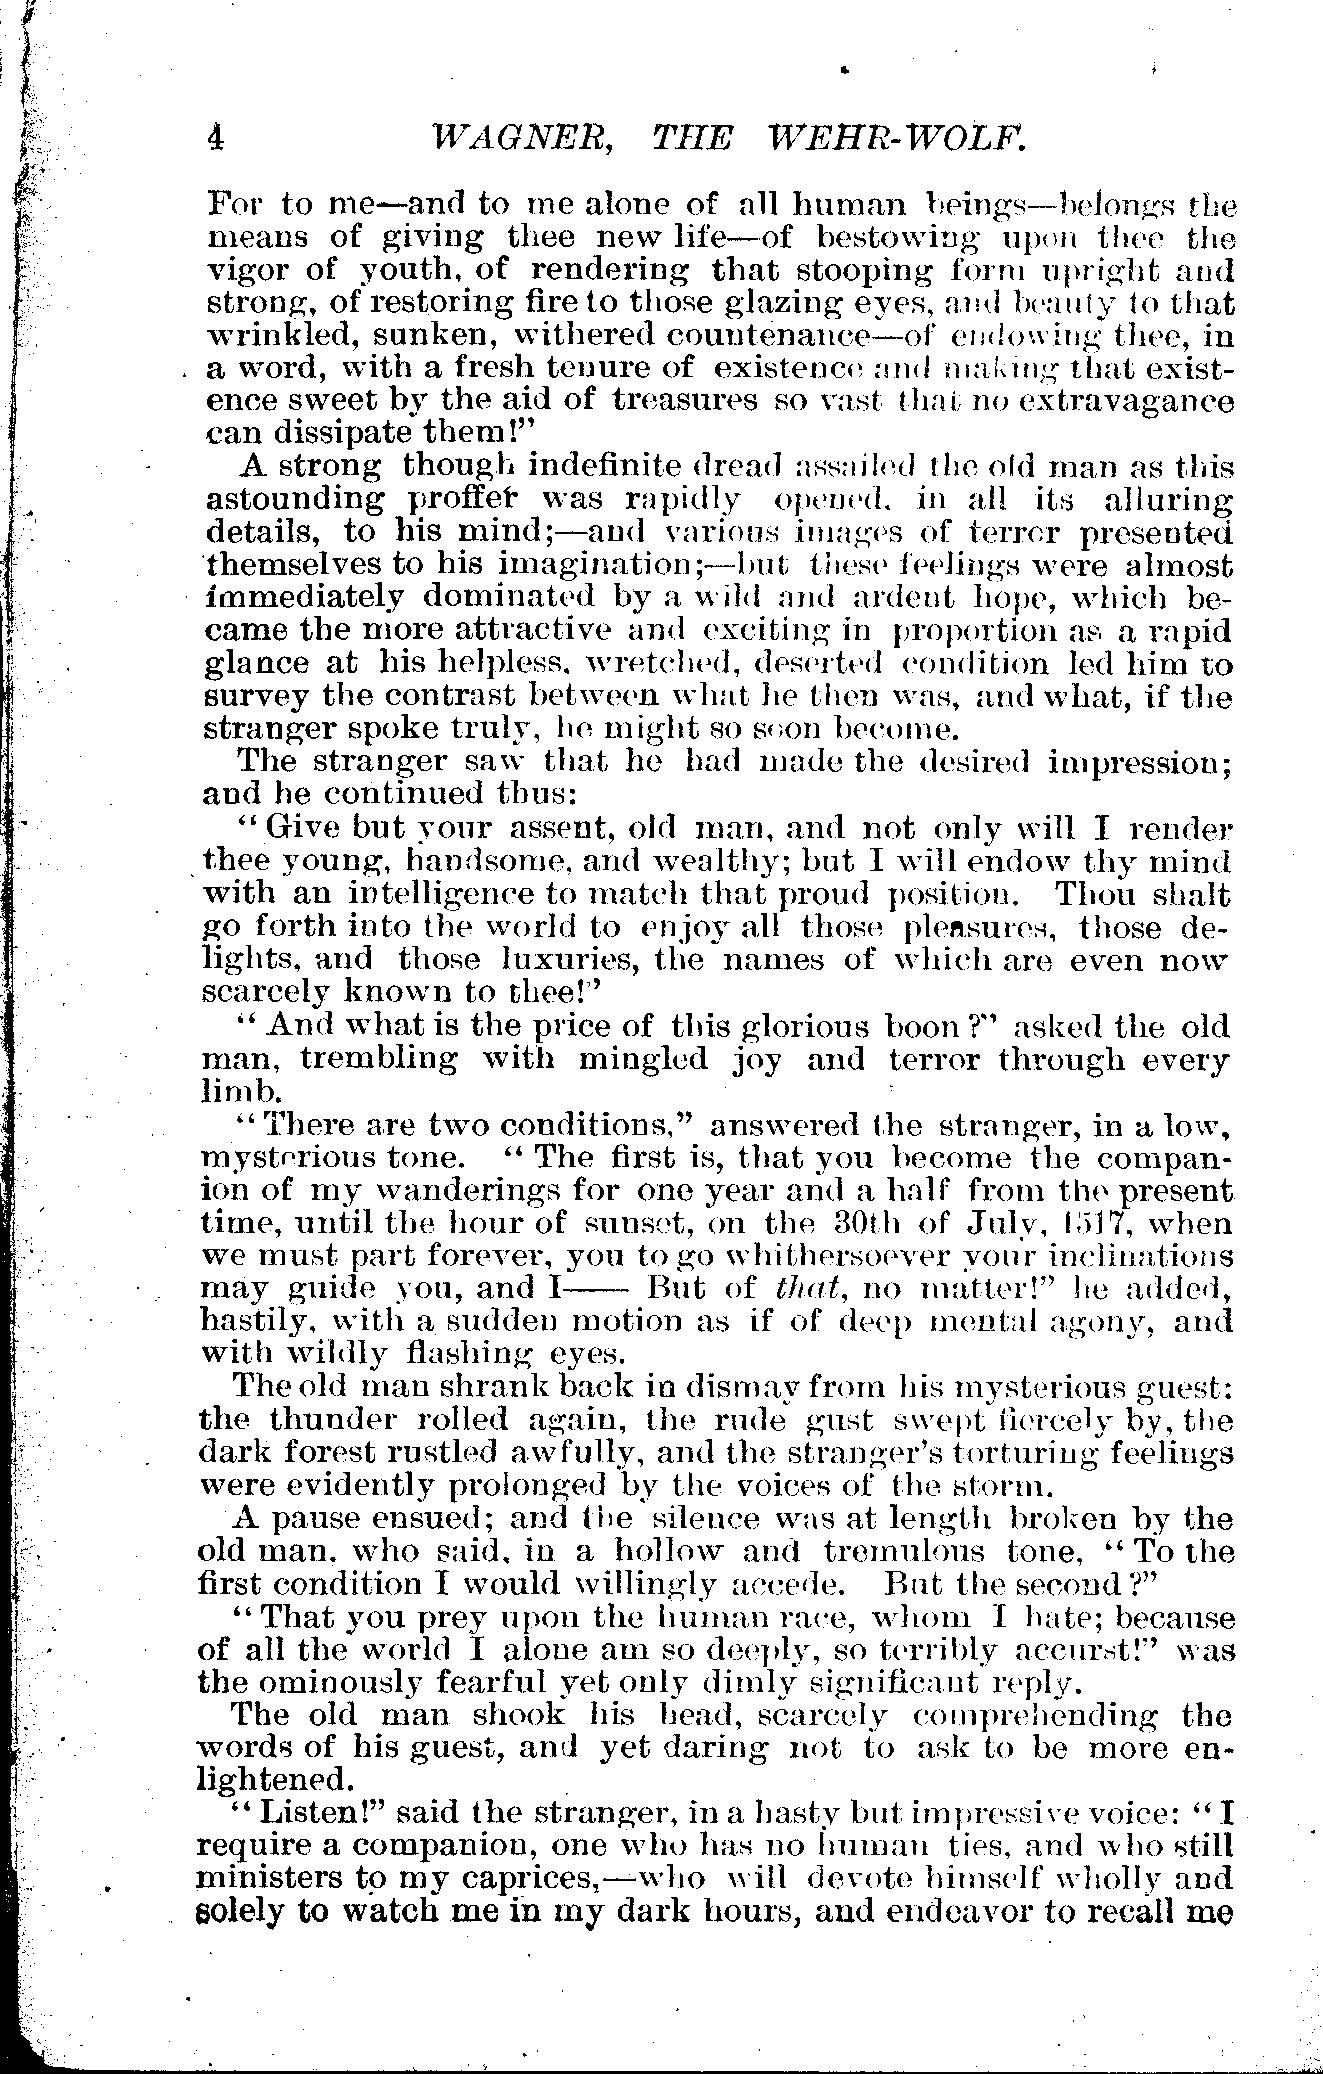 4 WAGNER, THE WEHR-WOLF.
For to me—and to me alone of all human beings—belongs the
means of giving thee new life—of bestowing upon thee the
vigor of youth, of rendering that stooping form upright and
strong, of restoring fire to those glazing eyes, and beauty to that
wrinkled, sunken, withered countenance—of endowing thee, in
a word, with a fresh tenure of existence and making that exist-
ence sweet by the aid of treasures so vast that no extravagance
can dissipate them!"
A strong though indefinite dread assailed the old man as this
astounding proffer was rapidly opened, in all its alluring
details, to his mind;—and various images of terror presented
themselves to his imagination;—but these feelings were almost
immediately dominated by a wild and ardent hope, which be-
came the more attractive and exciting in proportion as a rapid
glance at his helpless, wretched, deserted condition led him to
survey the contrast between what he then was, and what, if the
stranger spoke truly, he might so soon become.
The stranger saw that he had made the desired impression;
and he continued thus:
"Give but your assent, old man, and not only will I render
thee young, handsome, and wealthy; but I will endow thy mind
with an intelligence to match that proud position. Thou shalt
go forth into the world to enjoy all those pleasures, those de-
lights, and those luxuries, the names of which are even now
scarcely known to thee!"
"And what is the price of this glorious boon?" asked the old
man, trembling with mingled joy and terror through every
limb.
"There are two conditions," answered the stranger, in a low,
mysterious tone. "The first is, that you become the compan-
ion of my wanderings for one year and a half from the present
time, until the hour of sunset, on the 30th of July, 1517, when
we must part forever, you to go whithersoever your inclinations
may guide you, and I—— But of that, no matter!" he added,
hastily, with a sudden motion as if of deep mental agony, and
with wildly flashing eyes.
The old man shrank back in dismay from his mysterious guest:
the thunder rolled again, the rude gust swept fiercely by, the
dark forest rustled awfully, and the stranger's torturing feelings
were evidently prolonged by the voices of the storm.
A pause ensued; and the silence was at length broken by the
old man, who said, in a hollow and tremulous tone, "To the
first condition I would willingly accede. But the second?"
"That you prey upon the human race, whom I hate; because
of all the world I alone am so deeply, so terribly accurst!" was
the ominously fearful yet only dimly significant reply.
The old man shook his head, scarcely comprehending the
words of his guest, and yet daring not to ask to be more en-
lightened.
"Listen!" said the stranger, in a hasty but impressive voice: "I
require a companion, one who has no human ties, and who still
ministers to my caprices,—who will devote himself wholly and
solely to watch me in my dark hours, and endeavor to recall me